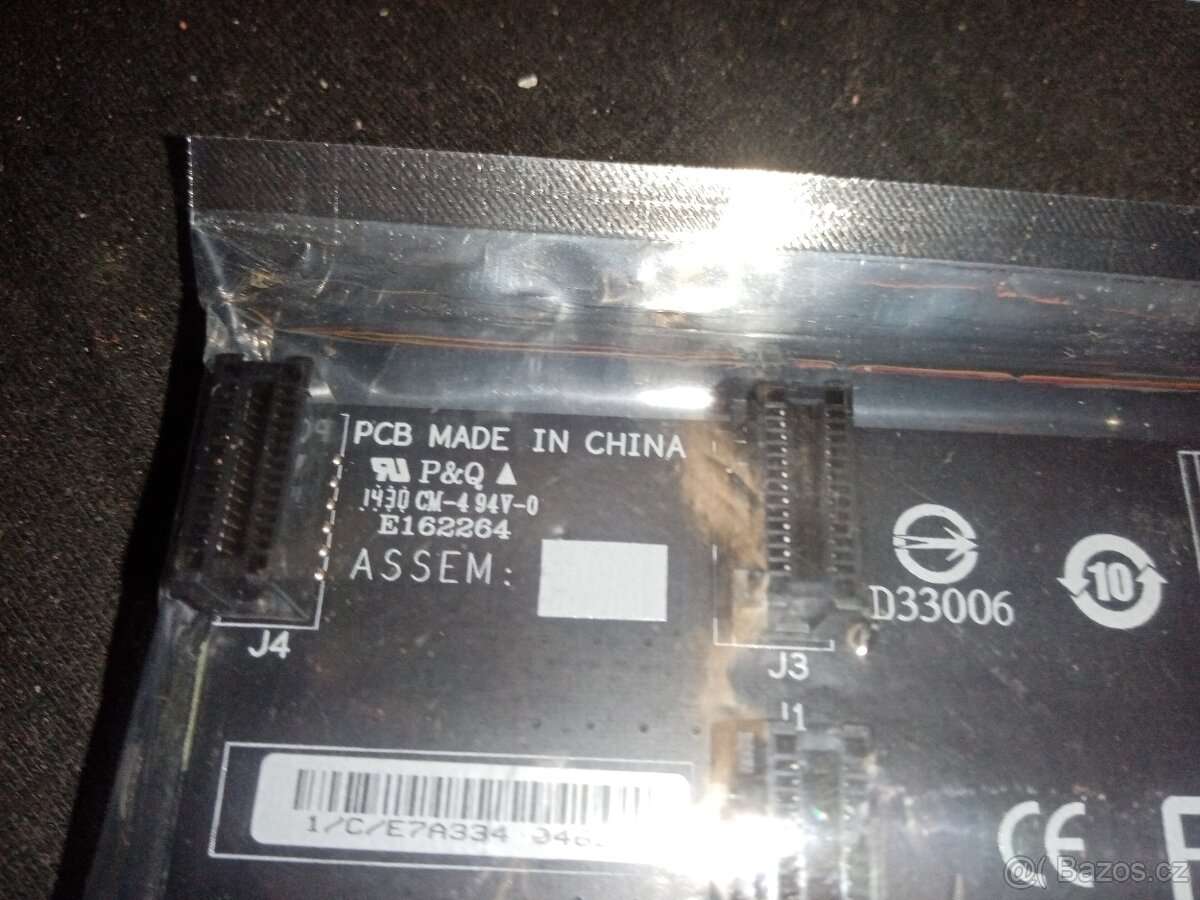 PCB MADE IN CHINA
P&Q ▲
1430 CM-4 94V-0
E162264
ASSEM:
D33006
10
J4
J3
J1
1/C/E7A334-046
CE
@( Bazos.cz